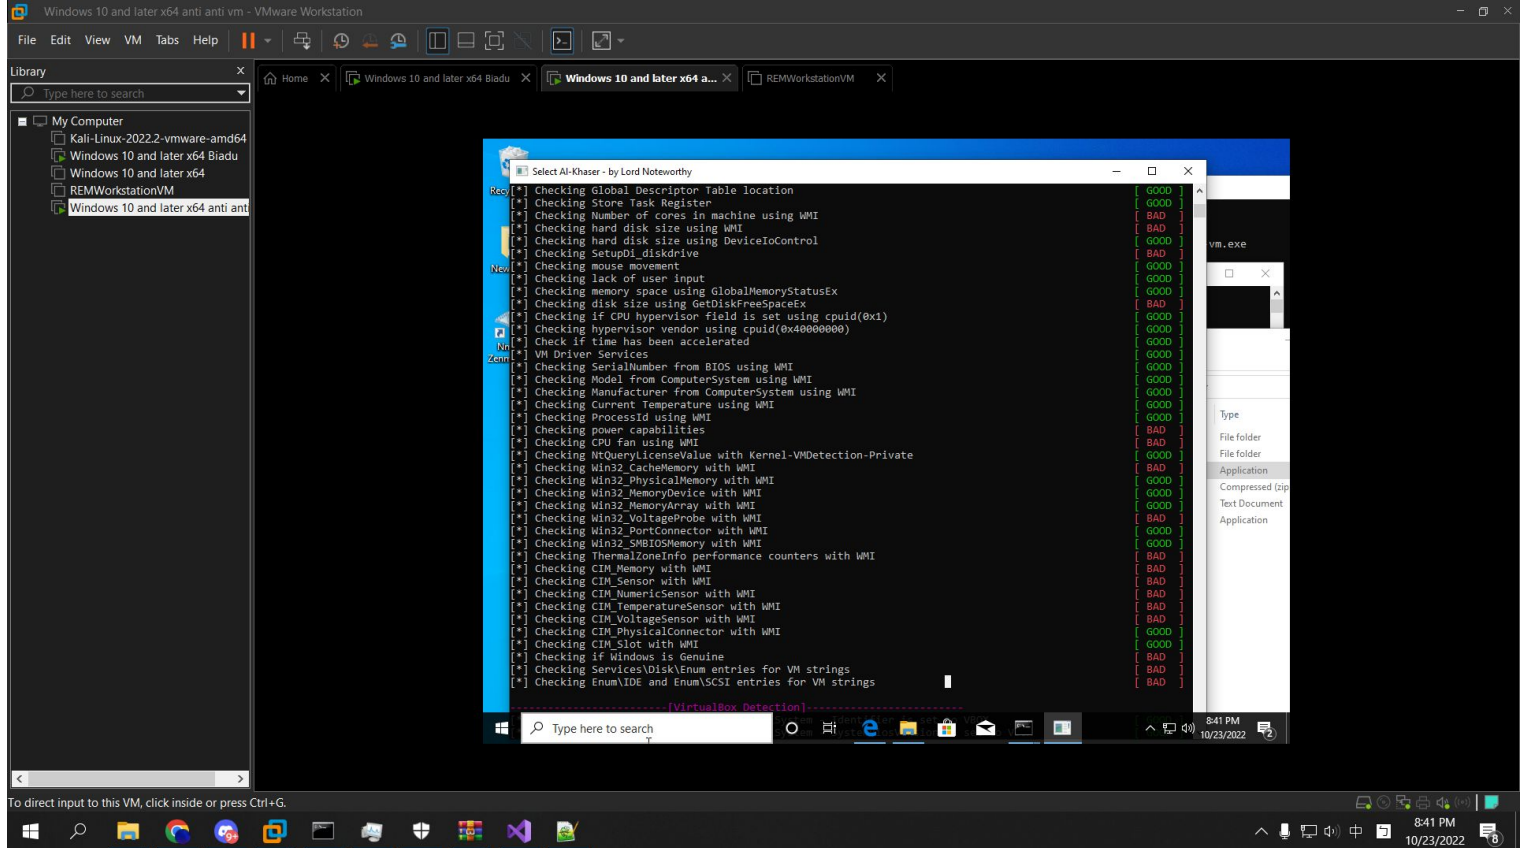 Windows 10 and later x64 anti anti vm - VMware Workstation
File Edit View VM Tabs Help
Library X
Type here to search
My Computer
Kali-Linux-2022.2-vmware-amd64
Windows 10 and later x64 Biadu
Windows 10 and later x64
REMWorkstationVM
Windows 10 and later x64 anti anti
Home
Windows 10 and later x64 Biadu
Windows 10 and later x64 a...
REMWorkstationVM
Recy
New
Nm
Zenm
Select Al-Khaser - by Lord Noteworthy
[*] Checking Global Descriptor Table location [ GOOD ]
[*] Checking Store Task Register [ GOOD ]
[*] Checking Number of cores in machine using WMI [ BAD ]
[*] Checking hard disk size using WMI [ BAD ]
[*] Checking hard disk size using DeviceIoControl [ GOOD ]
[*] Checking SetupDi_diskdrive [ BAD ]
[*] Checking mouse movement [ GOOD ]
[*] Checking lack of user input [ GOOD ]
[*] Checking memory space using GlobalMemoryStatusEx [ GOOD ]
[*] Checking disk size using GetDiskFreeSpaceEx [ BAD ]
[*] Checking if CPU hypervisor field is set using cpuid(0x1) [ GOOD ]
[*] Checking hypervisor vendor using cpuid(0x40000000) [ GOOD ]
[*] Check if time has been accelerated [ GOOD ]
[*] VM Driver Services [ GOOD ]
[*] Checking SerialNumber from BIOS using WMI [ GOOD ]
[*] Checking Model from ComputerSystem using WMI [ GOOD ]
[*] Checking Manufacturer from ComputerSystem using WMI [ GOOD ]
[*] Checking Current Temperature using WMI [ GOOD ]
[*] Checking ProcessId using WMI [ GOOD ]
[*] Checking power capabilities [ BAD ]
[*] Checking CPU fan using WMI [ BAD ]
[*] Checking NtQueryLicenseValue with Kernel-VMDetection-Private [ GOOD ]
[*] Checking Win32_CacheMemory with WMI [ BAD ]
[*] Checking Win32_PhysicalMemory with WMI [ GOOD ]
[*] Checking Win32_MemoryDevice with WMI [ GOOD ]
[*] Checking Win32_MemoryArray with WMI [ GOOD ]
[*] Checking Win32_VoltageProbe with WMI [ BAD ]
[*] Checking Win32_PortConnector with WMI [ GOOD ]
[*] Checking Win32_SMBIOSMemory with WMI [ GOOD ]
[*] Checking ThermalZoneInfo performance counters with WMI [ BAD ]
[*] Checking CIM_Memory with WMI [ BAD ]
[*] Checking CIM_Sensor with WMI [ BAD ]
[*] Checking CIM_NumericSensor with WMI [ BAD ]
[*] Checking CIM_TemperatureSensor with WMI [ BAD ]
[*] Checking CIM_VoltageSensor with WMI [ BAD ]
[*] Checking CIM_PhysicalConnector with WMI [ GOOD ]
[*] Checking CIM_Slot with WMI [ GOOD ]
[*] Checking if Windows is Genuine [ BAD ]
[*] Checking Services\Disk\Enum entries for VM strings [ BAD ]
[*] Checking Enum\IDE and Enum\SCSI entries for VM strings [ BAD ]
-------------------------[VirtualBox Detection]-------------------------
vm.exe
Type
File folder
File folder
Application
Compressed (zip
Text Document
Application
Type here to search
8:41 PM
10/23/2022
2
To direct input to this VM, click inside or press Ctrl+G.
中
8:41 PM
10/23/2022
8